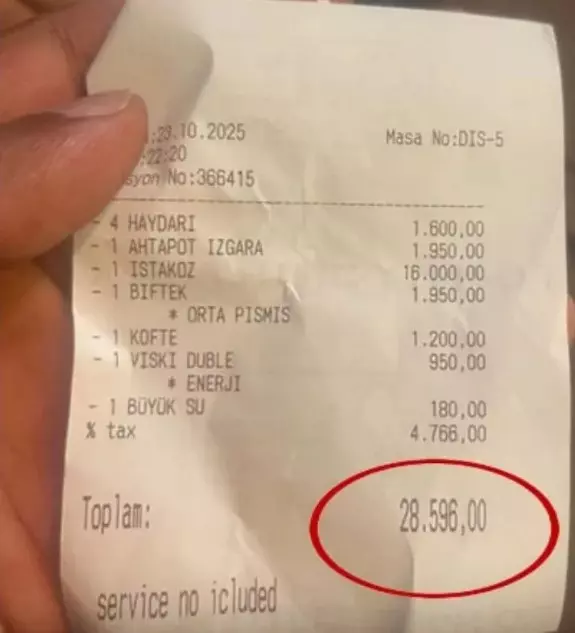 :23.10.2025 Masa No:DIS-5
:22:20
syon No:366415
- 4 HAYDARI 1.600,00
- 1 AHTAPOT IZGARA 1.950,00
- 1 ISTAKOZ 16.000,00
- 1 BIFTEK 1.950,00
* ORTA PISMIS
- 1 KOFTE 1.200,00
- 1 VISKI DUBLE 950,00
* ENERJI
- 1 BÜYÜK SU 180,00
% tax 4.766,00
Toplam: 28.596,00
service no icluded